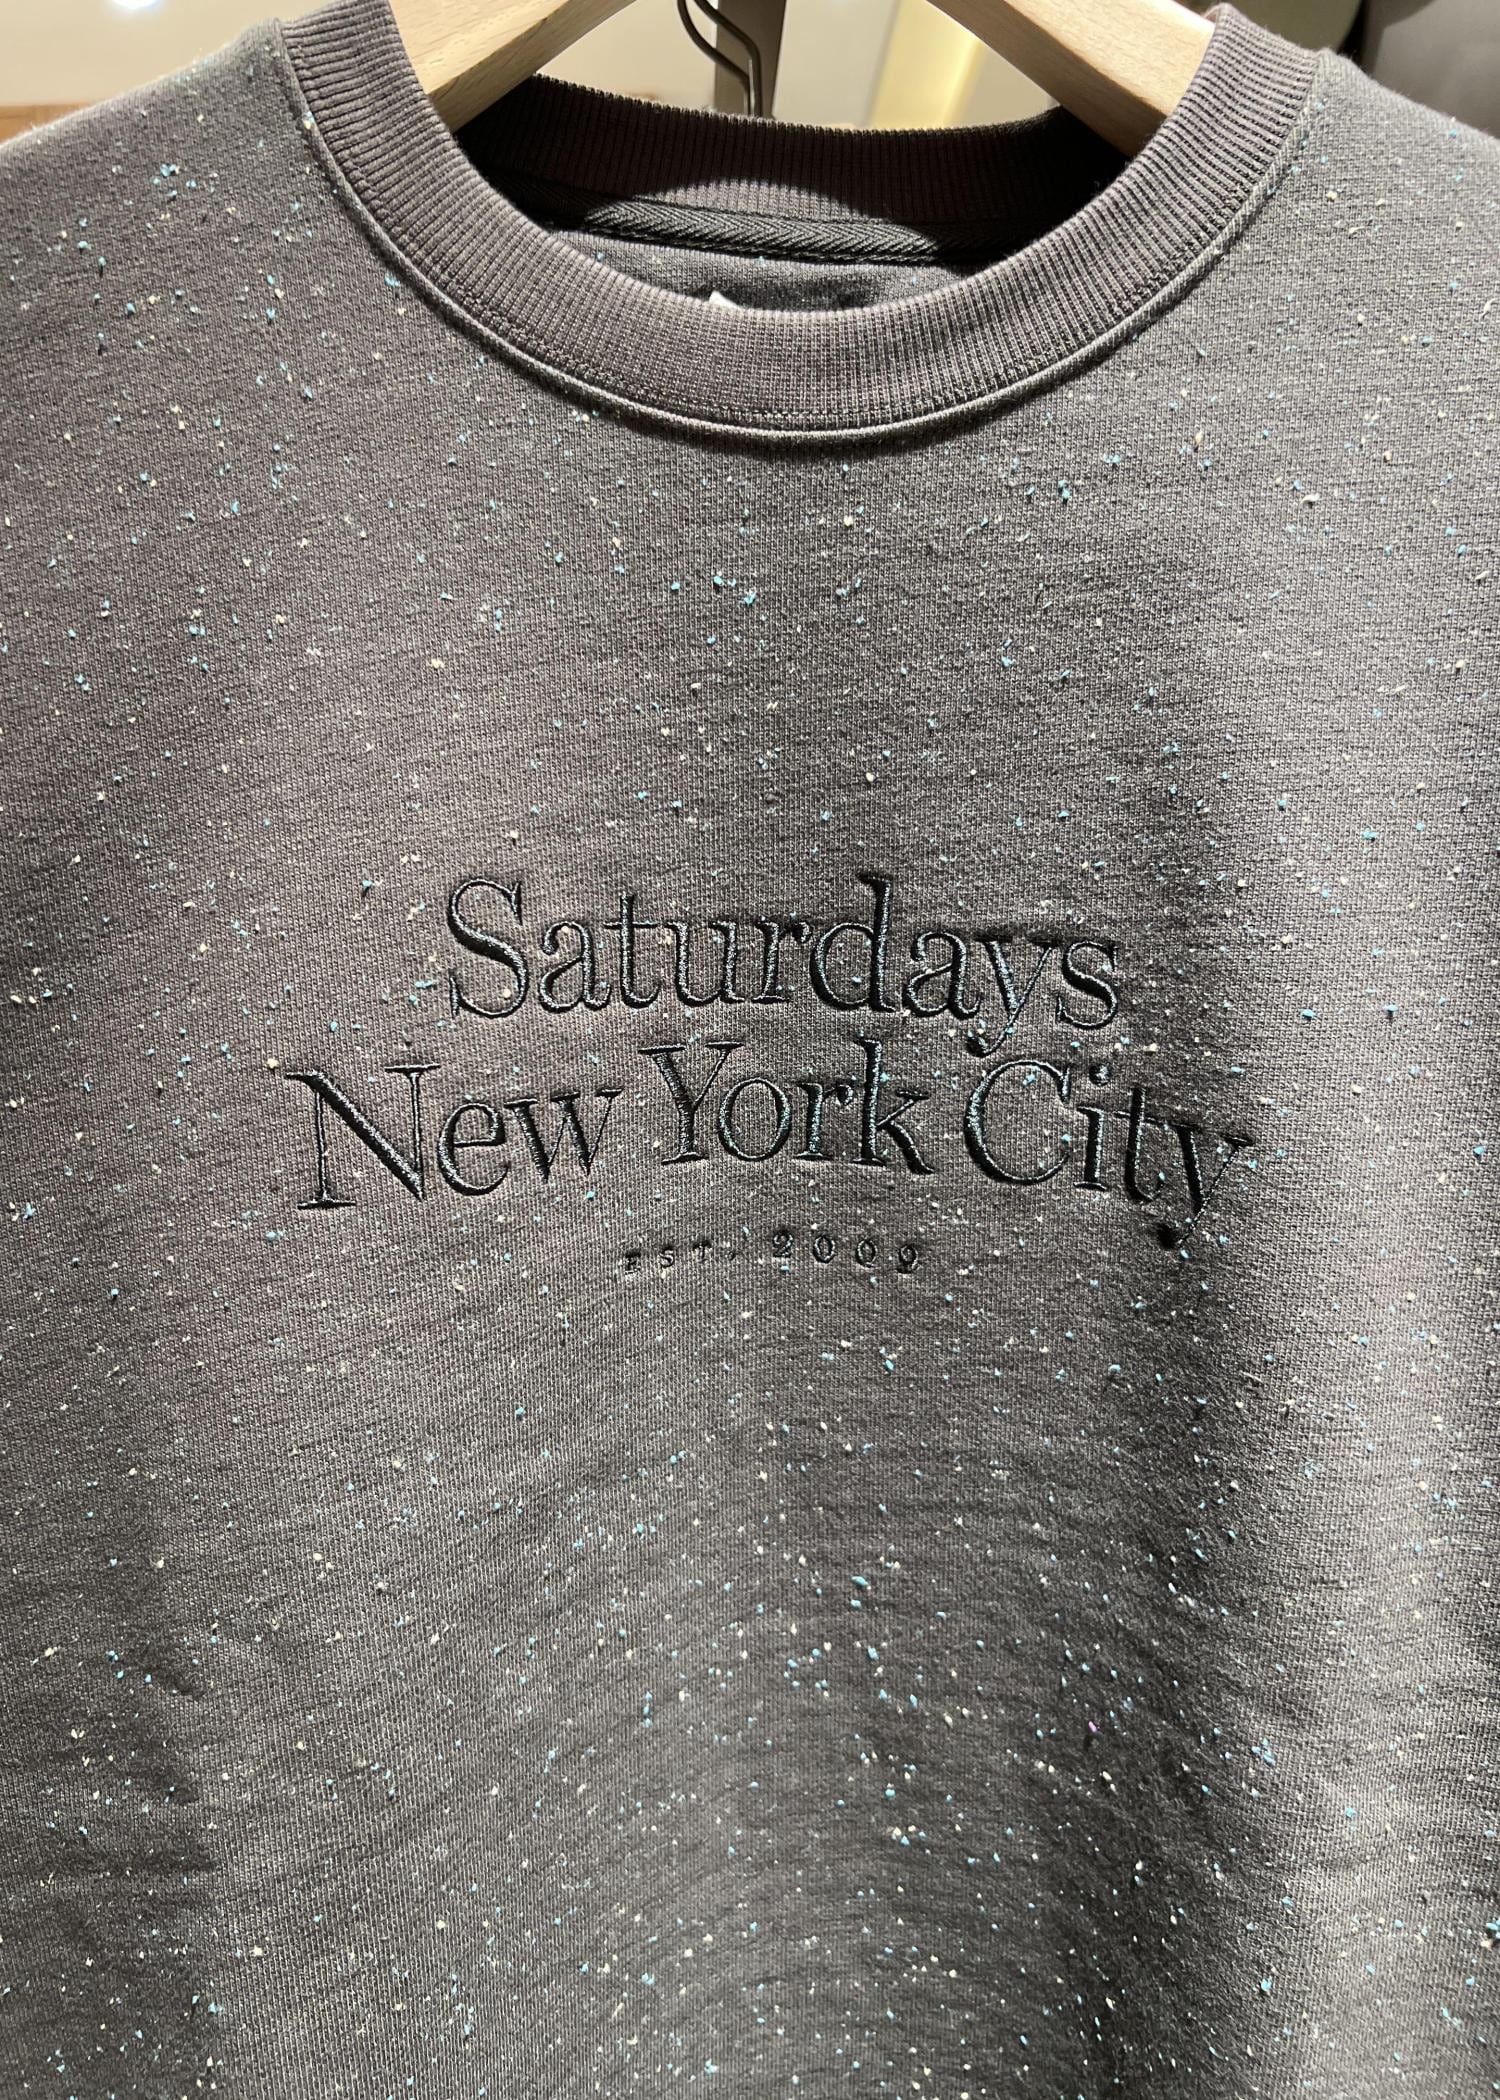 Saturdays
New York City
EST. 2009